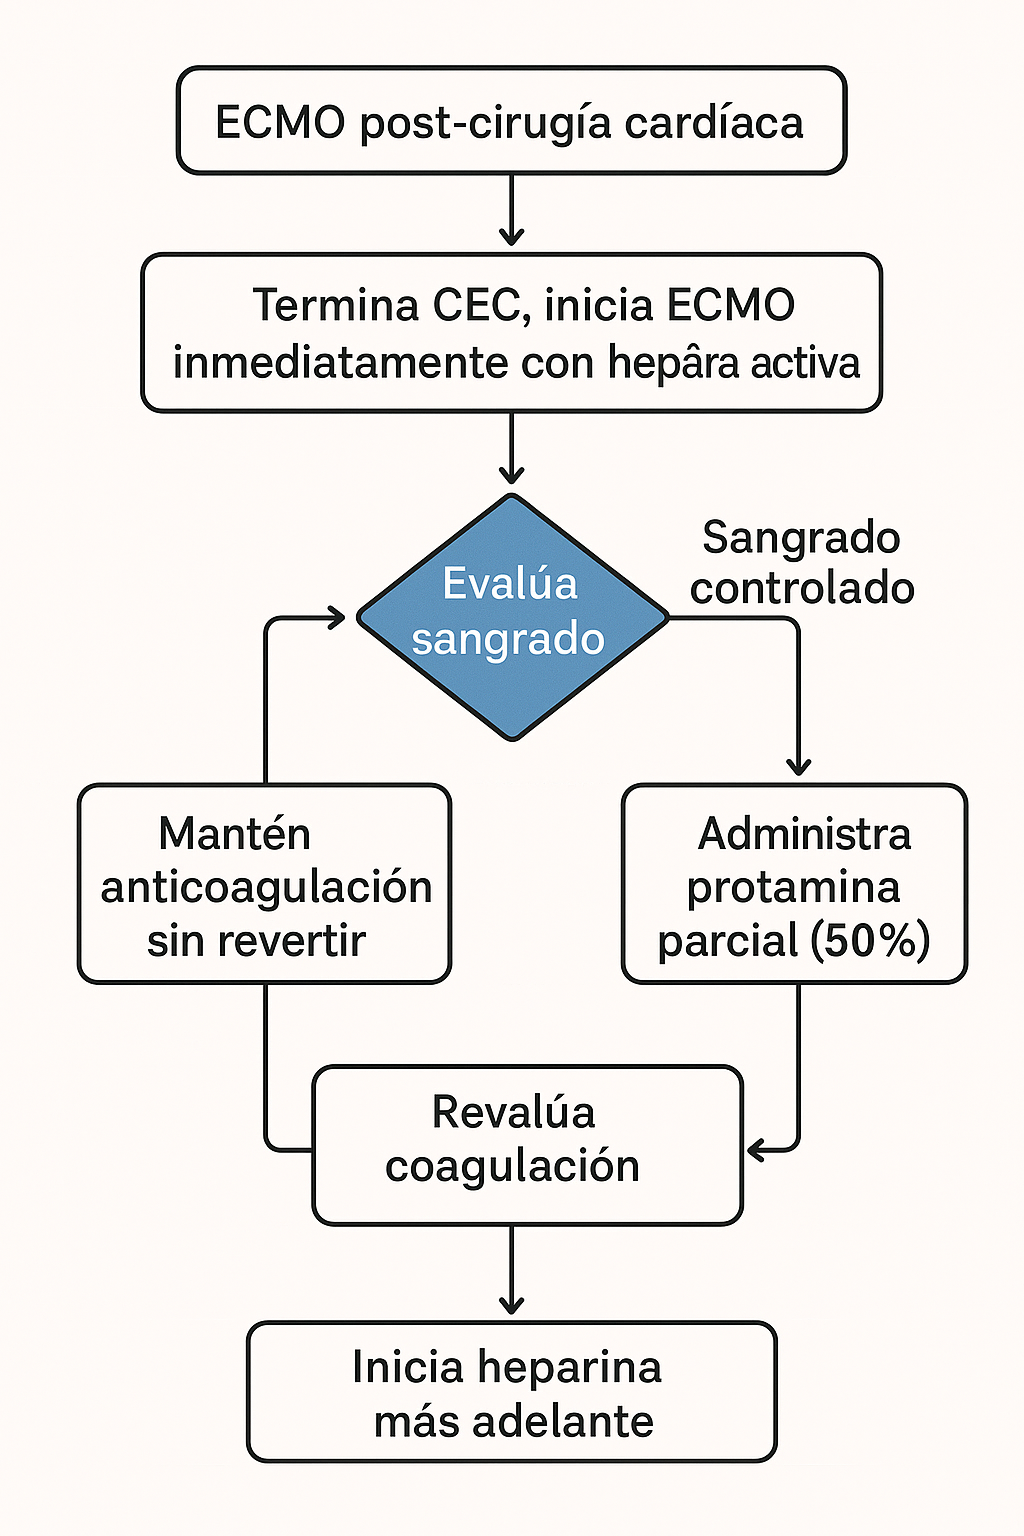 ECMO post-cirugía cardíaca
Termina CEC, inicia ECMO
inmediatamente con hepâra activa
Evalúa
sangrado
Sangrado
controlado
Mantén
anticoagulación
sin revertir
Administra
protamina
parcial (50%)
Revalúa
coagulación
Inicia heparina
más adelante